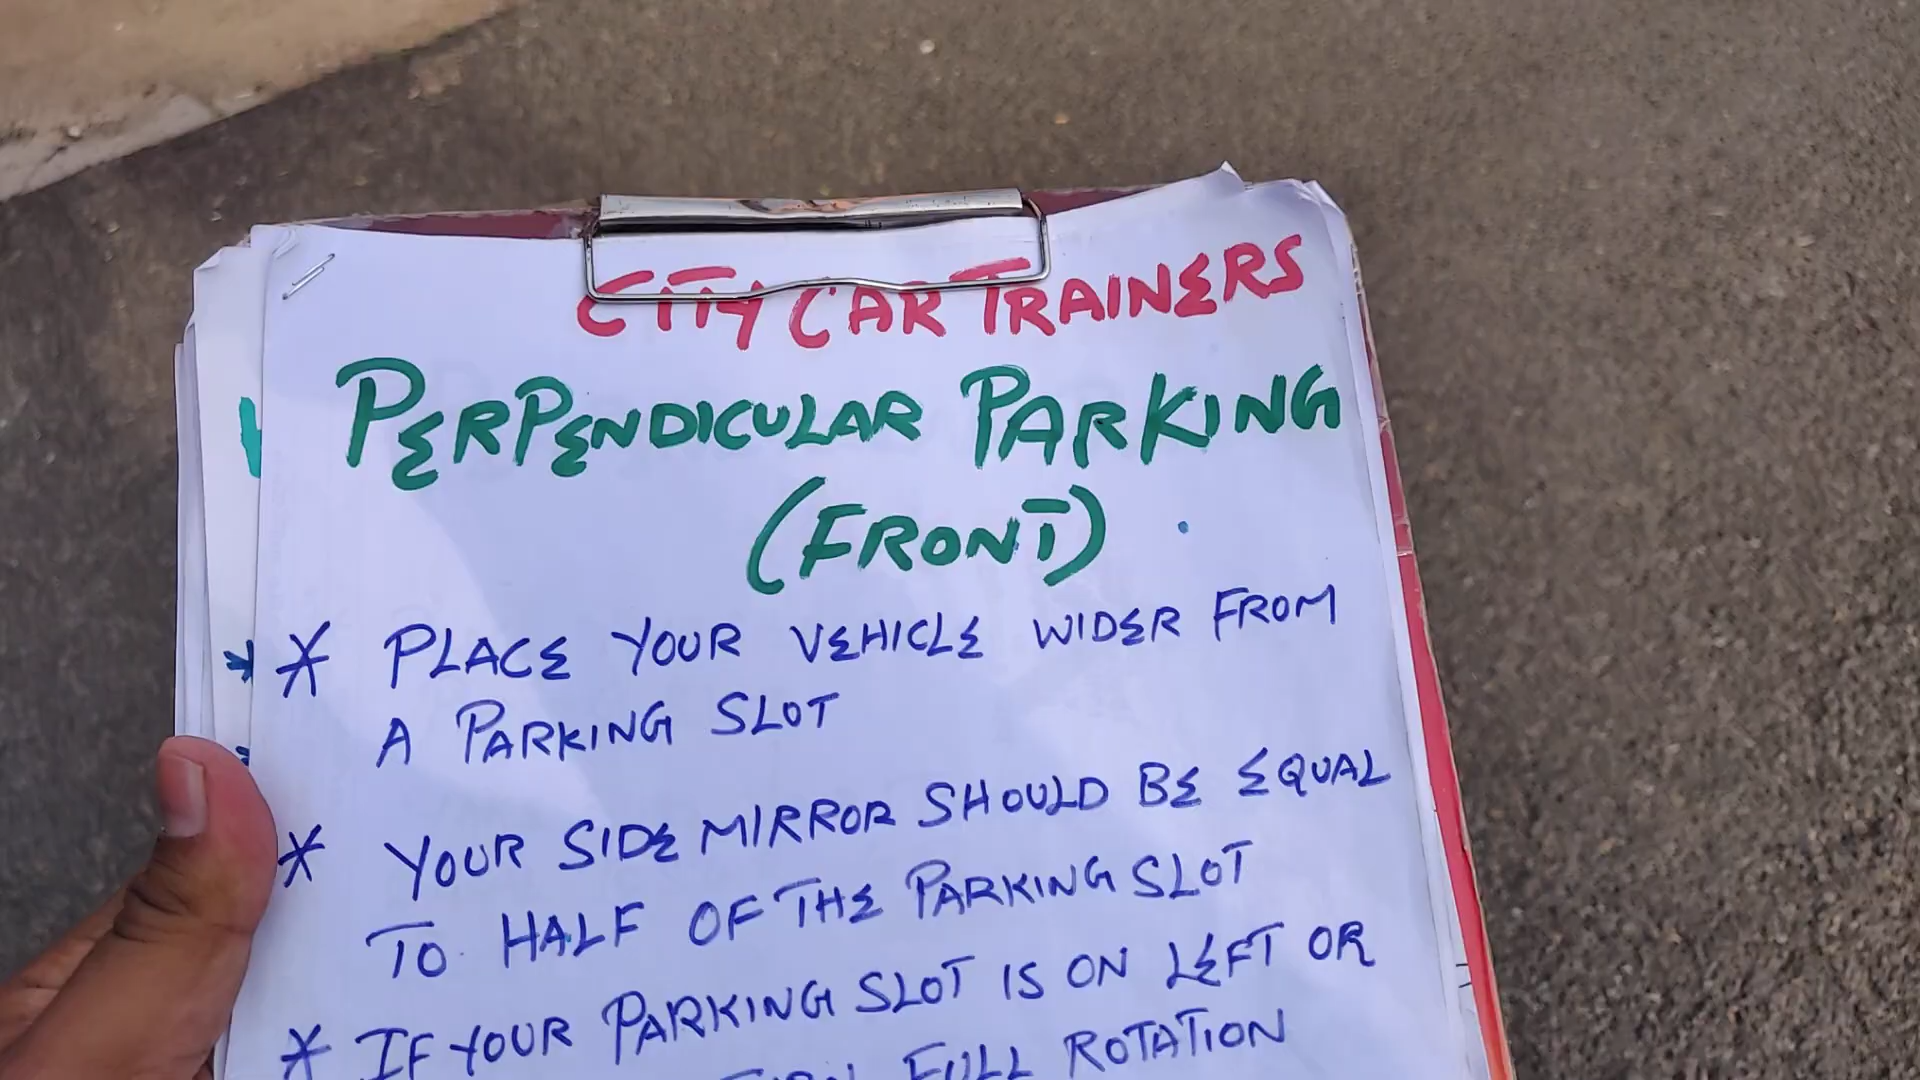 CITY CAR TRAINERS
PERPENDICULAR PARKING
(FRONT)
* PLACE YOUR VEHICLE WIDER FROM
A PARKING SLOT
* YOUR SIDE MIRROR SHOULD BE EQUAL
TO HALF OF THE PARKING SLOT
* IF YOUR PARKING SLOT IS ON LEFT OR
FULL ROTATION